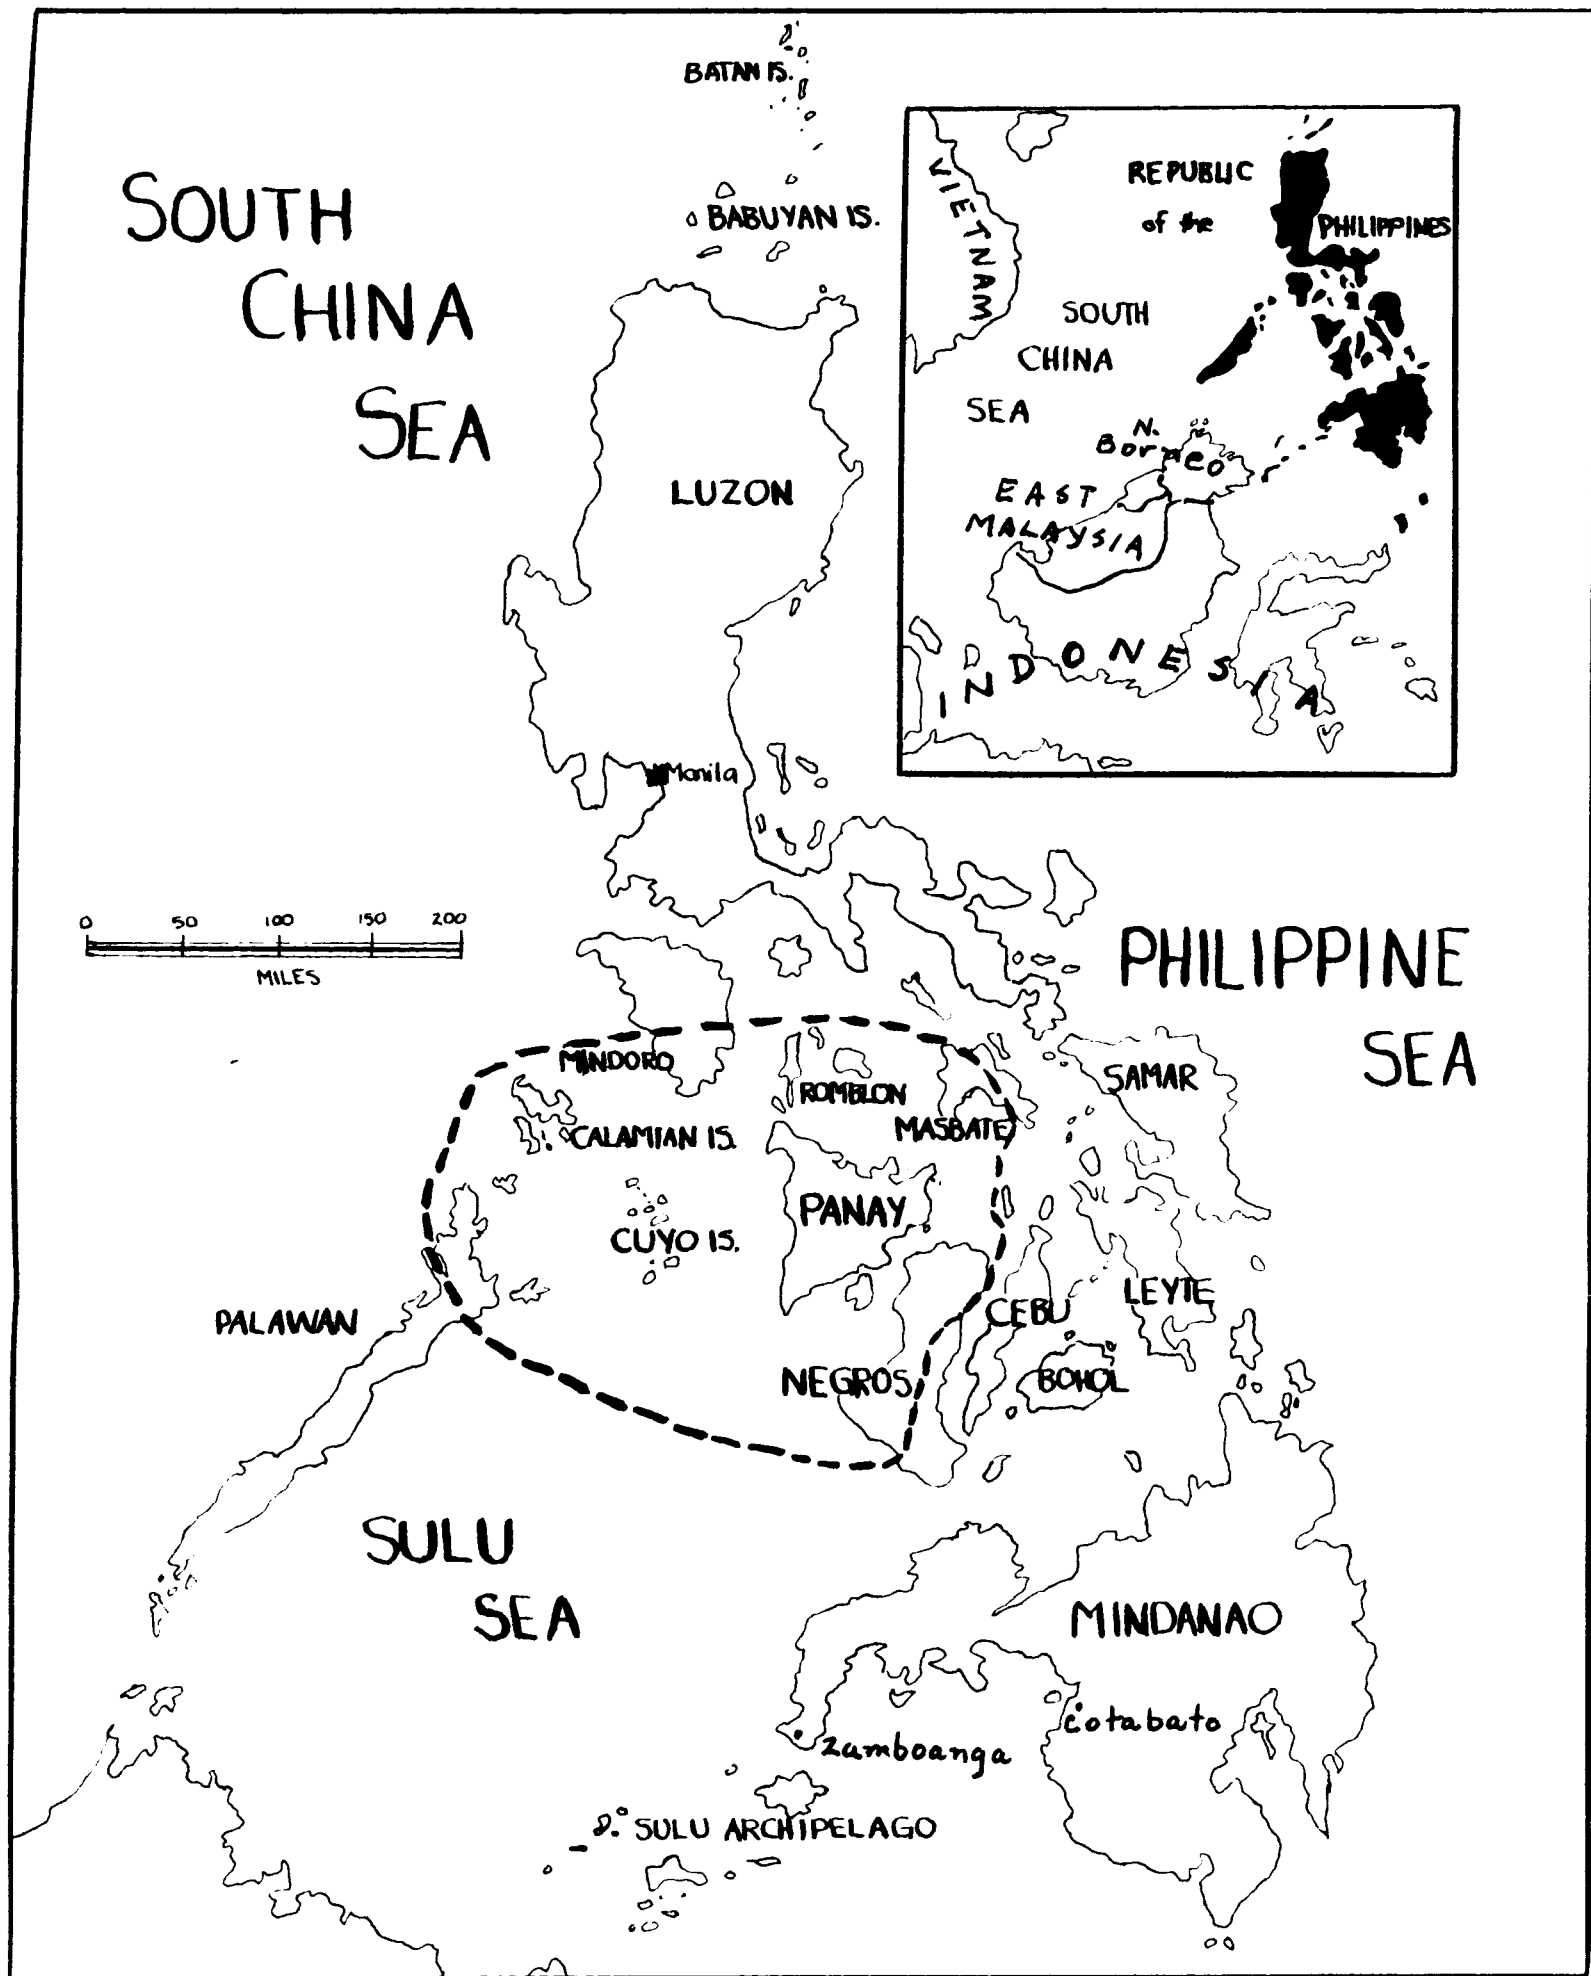 BATAN IS.
BABUYAN IS.
SOUTH
CHINA
SEA
LUZON
Manila
VIETNAM
REPUBLIC
of the
PHILIPPINES
SOUTH
CHINA
SEA
N.
Borneo
EAST
MALAYSIA
INDONESIA
0 50 100 150 200
MILES
PHILIPPINE
SEA
MINDORO
ROMBLON
MASBATE
SAMAR
CALAMIAN IS.
PANAY
CUYO IS.
PALAWAN
CEBU
LEYTE
NEGROS
BOHOL
SULU
SEA
MINDANAO
Cotabato
Zamboanga
SULU ARCHIPELAGO